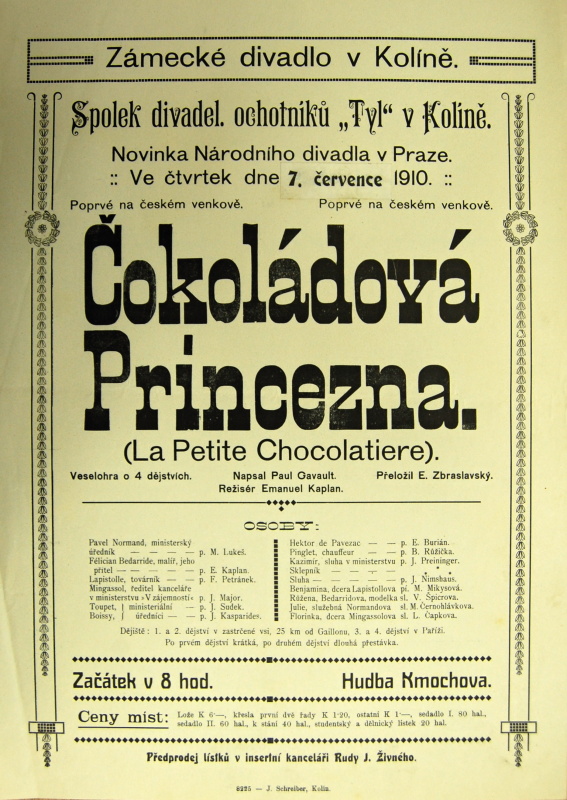 Zámecké divadlo v Kolíně.
Spolek divadel. ochotníků „Tyl“ v Kolíně.
Novinka Národního divadla v Praze.
:: Ve čtvrtek dne 7. července 1910. ::
Poprvé na českém venkově. Poprvé na českém venkově.
Čokoládová
Princezna.
(La Petite Chocolatiere).
Veselohra o 4 dějstvích. Napsal Paul Gavault. Přeložil E. Zbraslavský.
Režisér Emanuel Kaplan.
OSOBY:
Pavel Normand, ministerský
úředník — — — — p. M. Lukeš.
Félician Bedarride, malíř, jeho
přítel — — — — p. E. Kaplan.
Lapistolle, továrník — — p. F. Petránek.
Mingassol, ředitel kanceláře
v ministerstvu »Vzájemnosti« p. J. Major.
Toupet, } ministeriální — p. J. Sudek.
Boissy, } úředníci — p. J. Kasparides.
Hektor de Pavezac — — p. E. Burián.
Pinglet, chauffeur — — p. B. Růžička.
Kazimír, sluha v ministerstvu p. J. Preininger.
Sklepník — — — — * * *
Sluha — — — — p. J. Nimshaus.
Benjamina, dcera Lapistollova pí. M. Mikysová.
Růžena, Bedarridova, modelka sl. V. Špicrova.
Julie, služebná Normandova sl. M. Černohlávkova.
Florinka, dcera Mingassolova sl. L. Čapkova.
Dějiště: 1. a 2. dějství v zastrčené vsi, 25 km od Gaillonu, 3. a 4. dějství v Paříži.
Po prvém dějství krátká, po druhém dějství dlouhá přestávka.
Začátek v 8 hod. Hudba Kmochova.
Ceny míst: Lože K 6·—, křesla první dvě řady K 1·20, ostatní K 1·—, sedadlo I. 80 hal.,
sedadlo II. 60 hal., k stání 40 hal., studentský a dělnický lístek 20 hal.
Předprodej lístků v insertní kanceláři Rudy J. Živného.
8225 — J. Schreiber, Kolín.